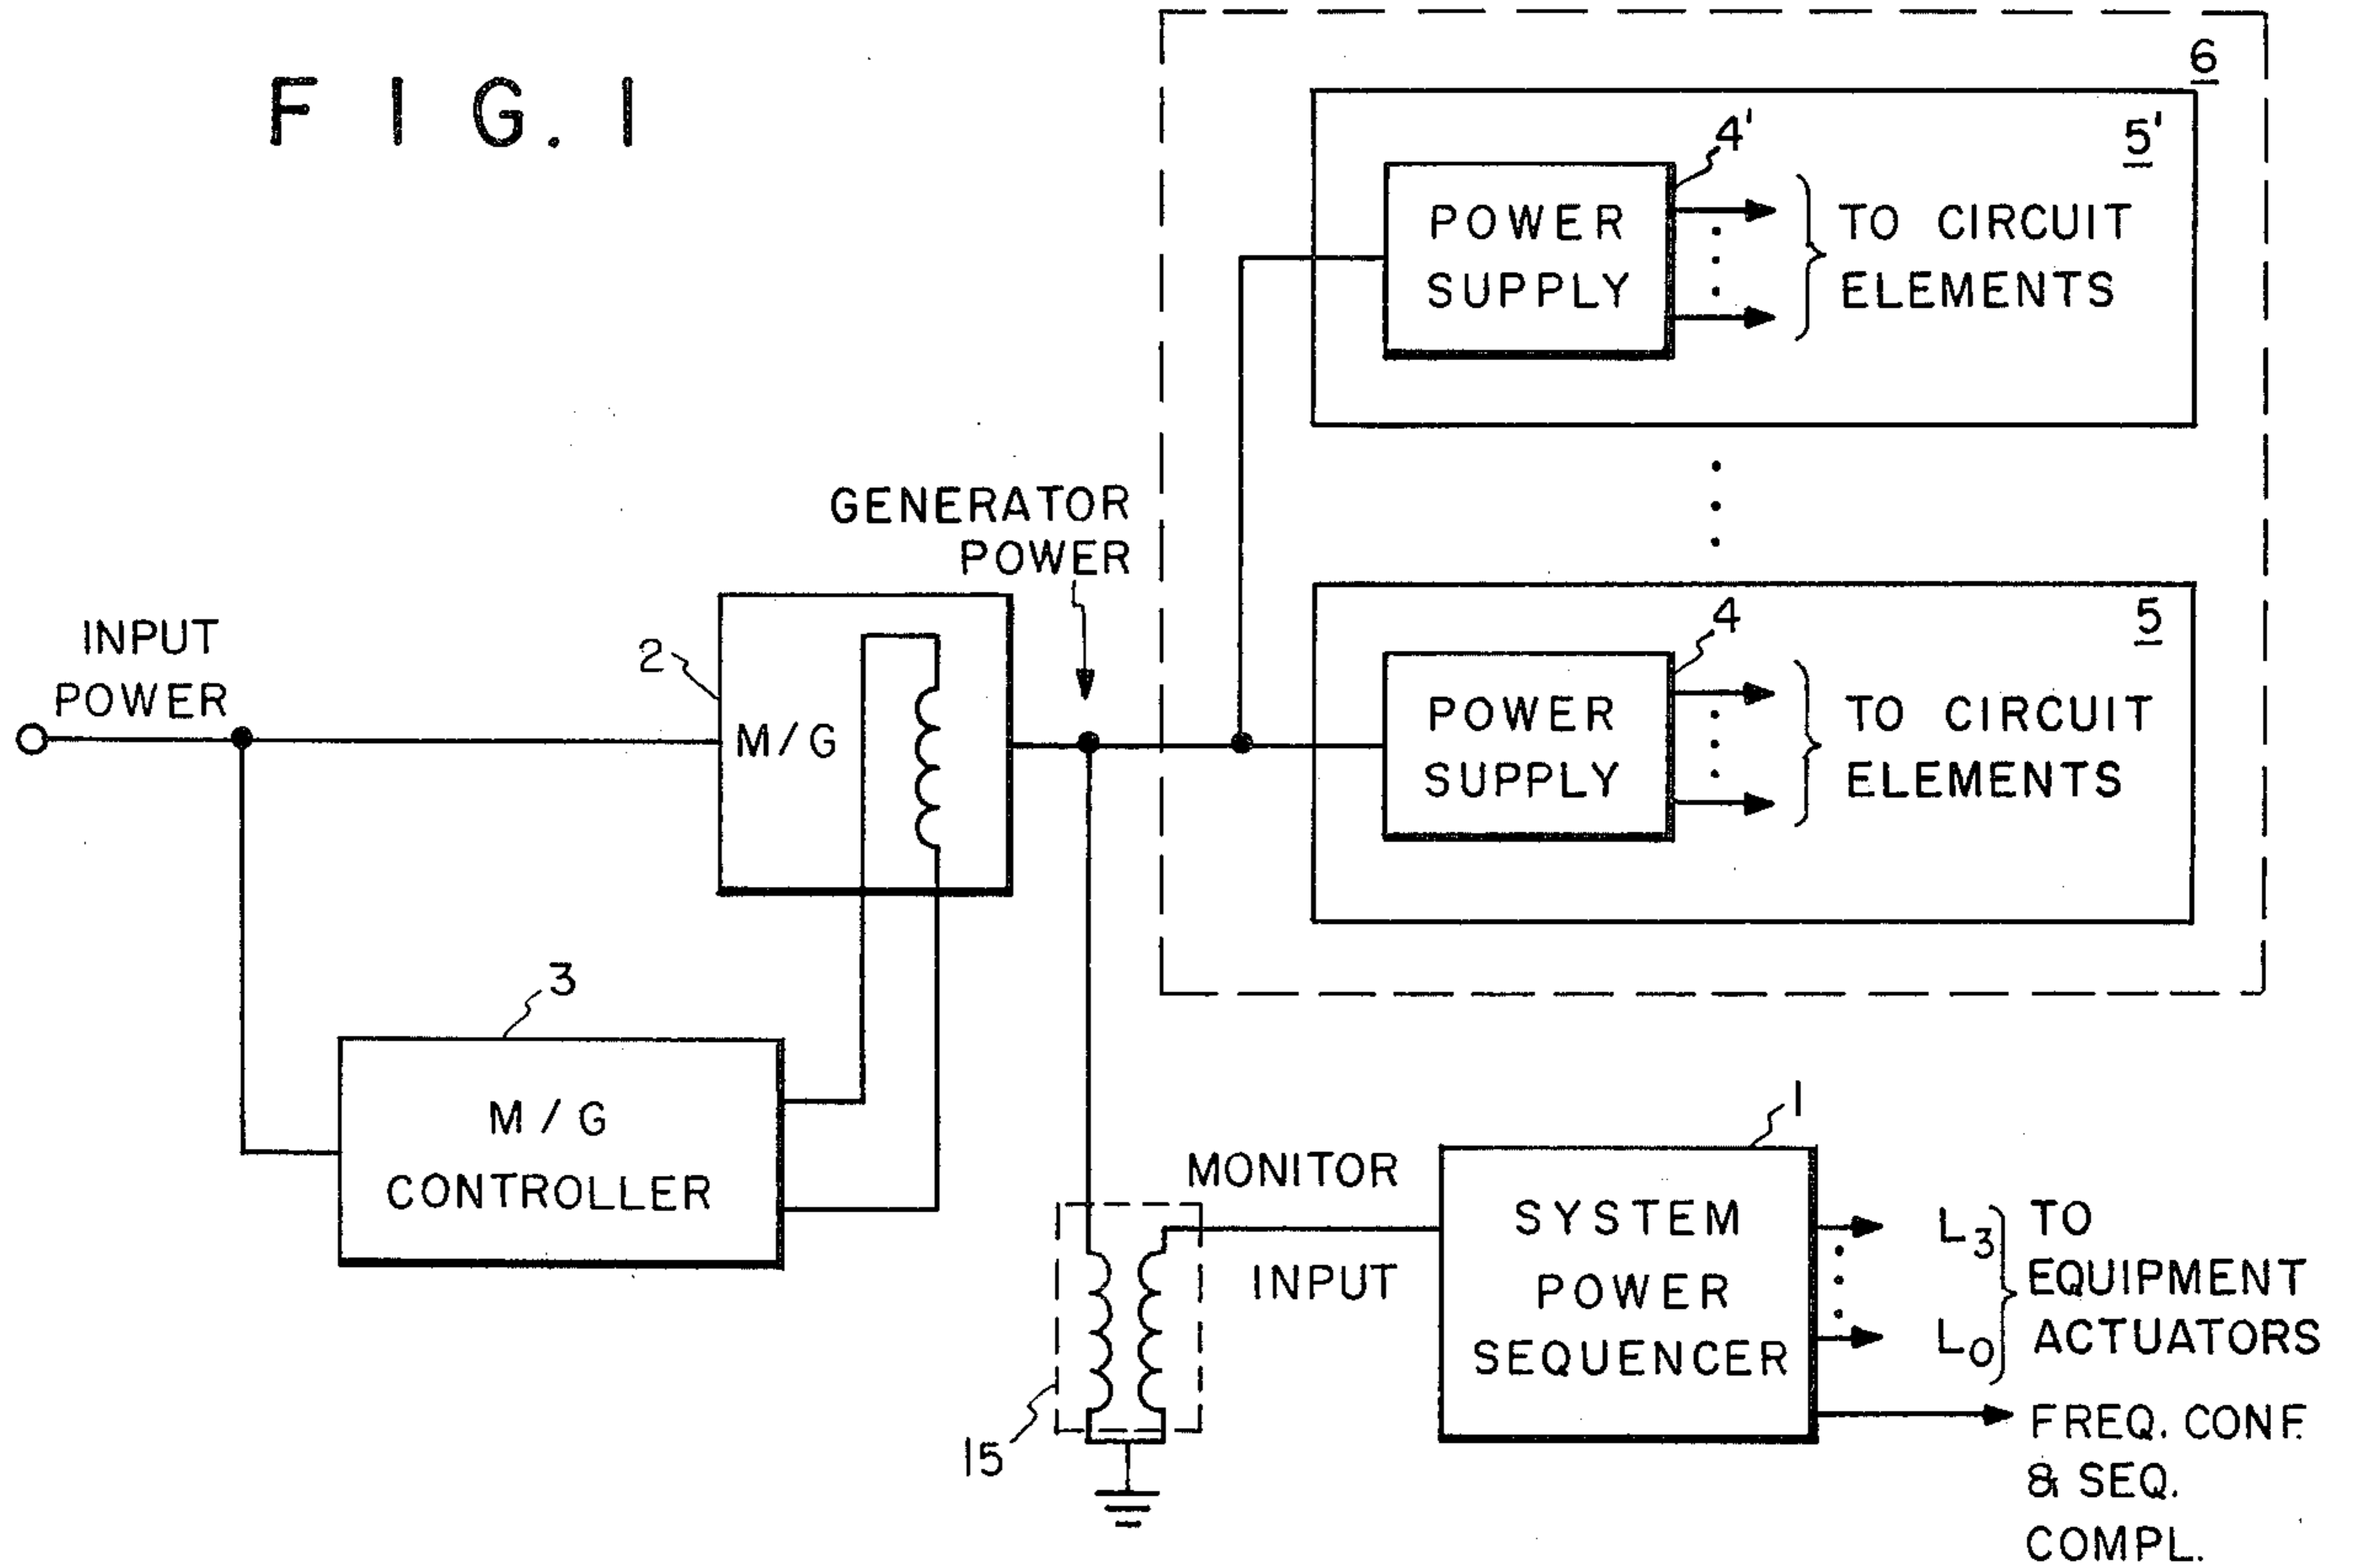 FIG. 1
6
5'
4'
POWER
SUPPLY
TO CIRCUIT
ELEMENTS
GENERATOR
POWER
5
4
POWER
SUPPLY
TO CIRCUIT
ELEMENTS
INPUT
POWER
2
M/G
3
M/G
CONTROLLER
1
MONITOR
INPUT
SYSTEM
POWER
SEQUENCER
L3
L0
TO
EQUIPMENT
ACTUATORS
15
FREQ. CONF.
& SEQ.
COMPL.